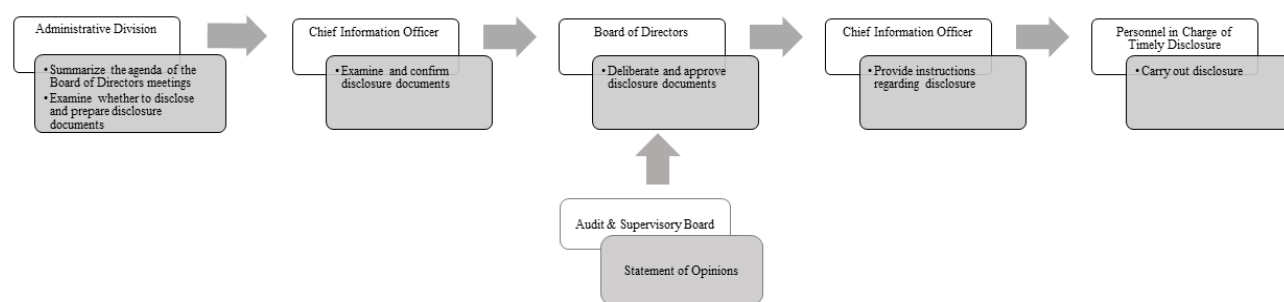 Administrative Division
• Summarize the agenda of the
Board of Directors meetings
• Examine whether to disclose
and prepare disclosure
documents
Chief Information Officer
• Examine and confirm
disclosure documents
Board of Directors
• Deliberate and approve
disclosure documents
Chief Information Officer
• Provide instructions
regarding disclosure
Personnel in Charge of
Timely Disclosure
• Carry out disclosure
Audit & Supervisory Board
Statement of Opinions